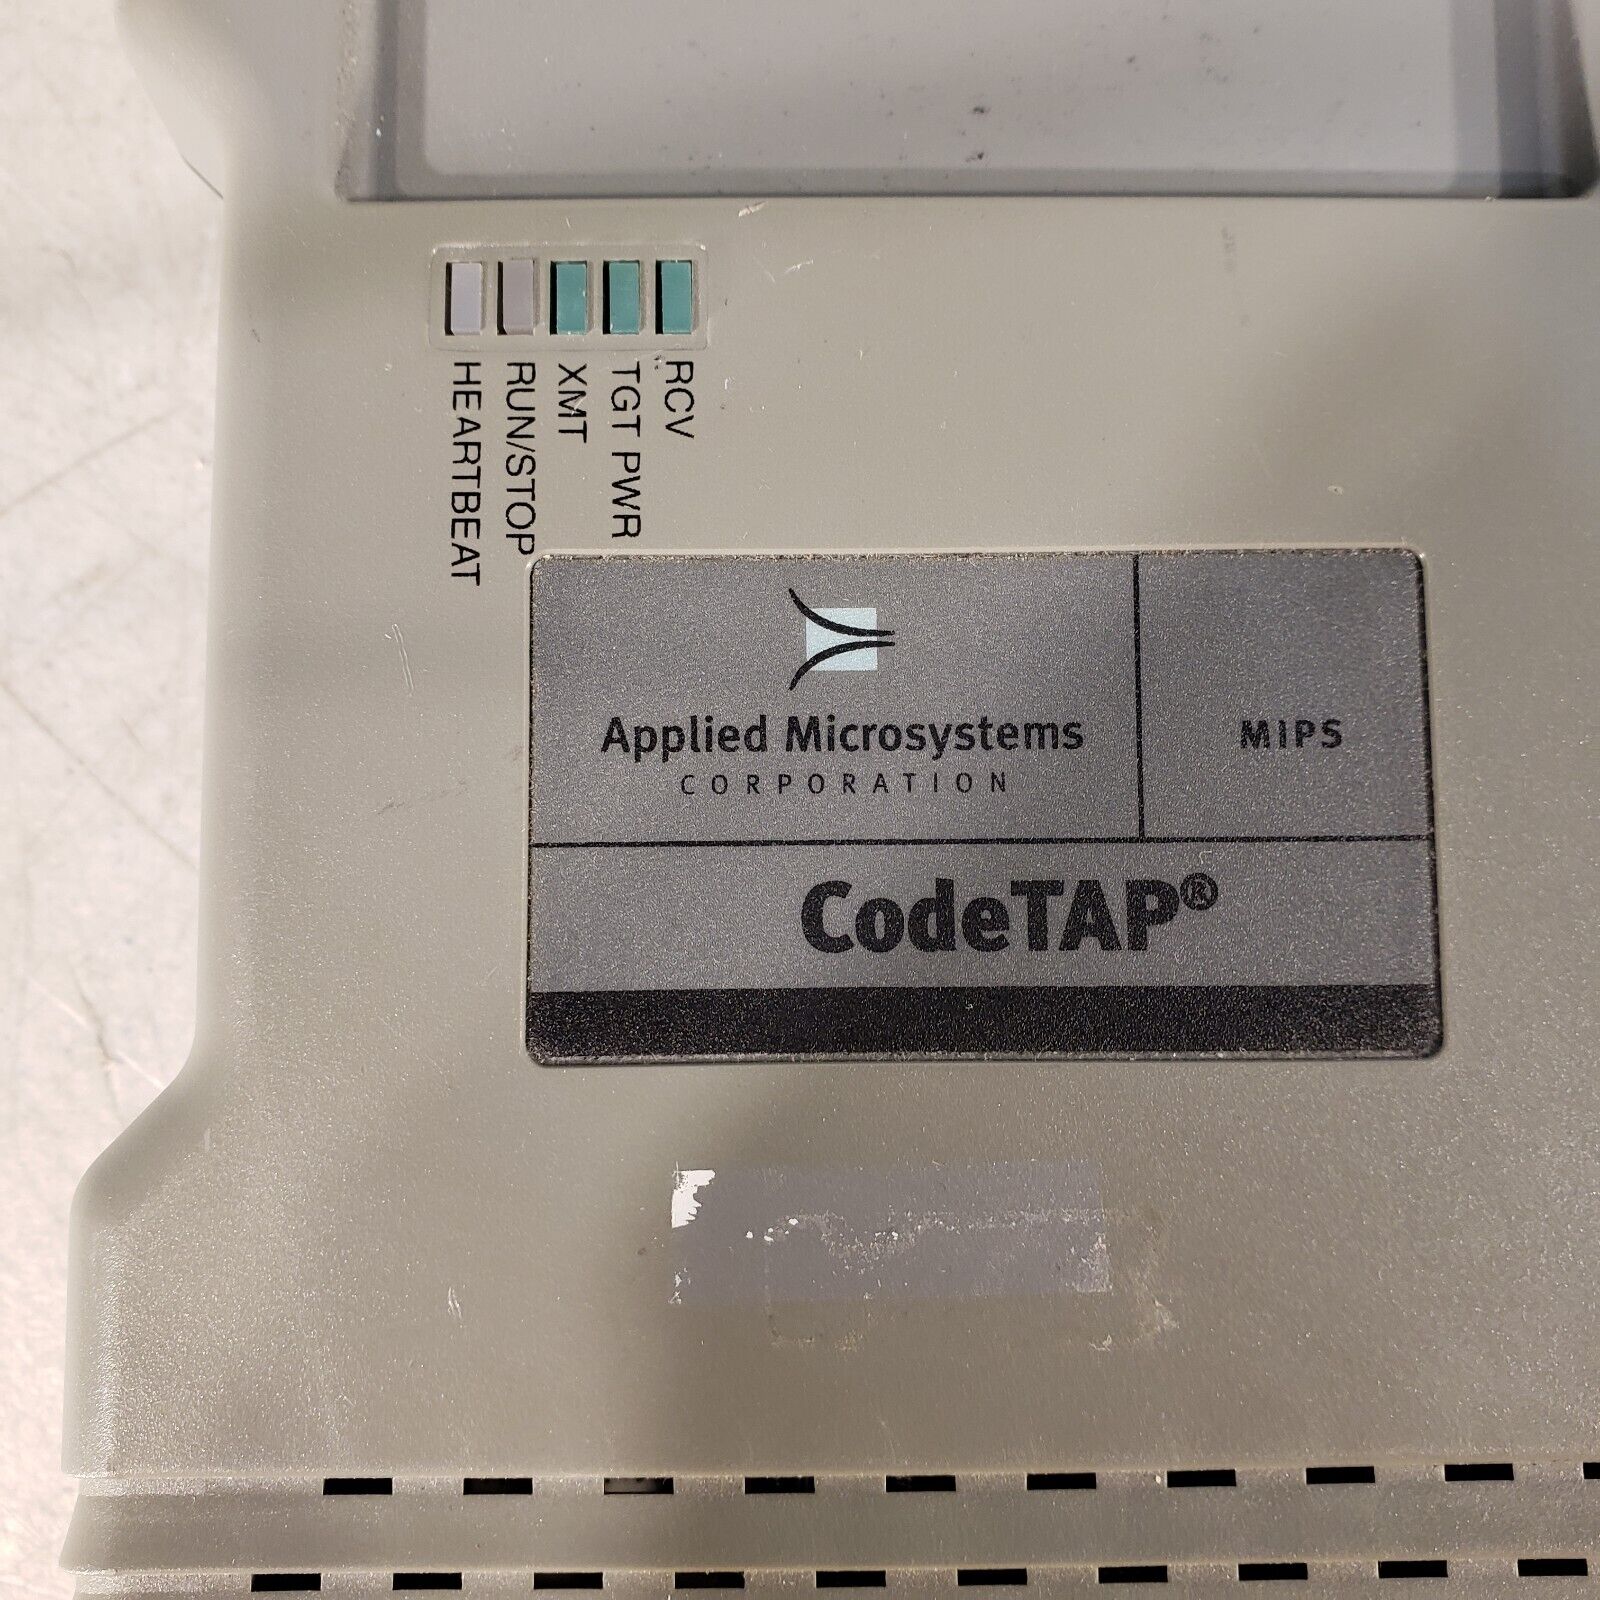 HEARTBEAT
RUN/STOP
XMT
TGT PWR
RCV
Applied Microsystems
CORPORATION
MIPS
CodeTAP®